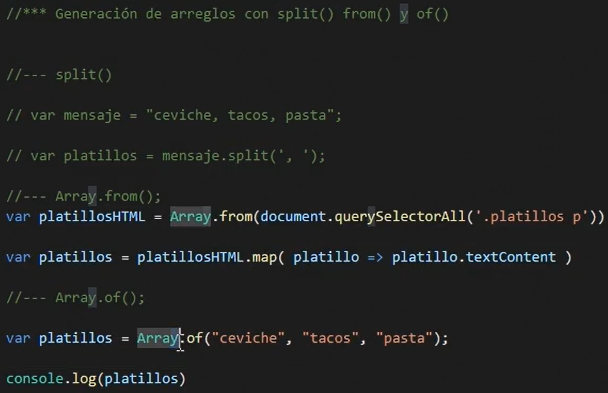 //*** Generación de arreglos con split() from() y of()
//--- split()
// var mensaje = "ceviche, tacos, pasta";
// var platillos = mensaje.split(', ');
//--- Array.from();
var platillosHTML = Array.from(document.querySelectorAll('.platillos p'))
var platillos = platillosHTML.map( platillo => platillo.textContent )
//--- Array.of();
var platillos = Array.of("ceviche", "tacos", "pasta");
console.log(platillos)